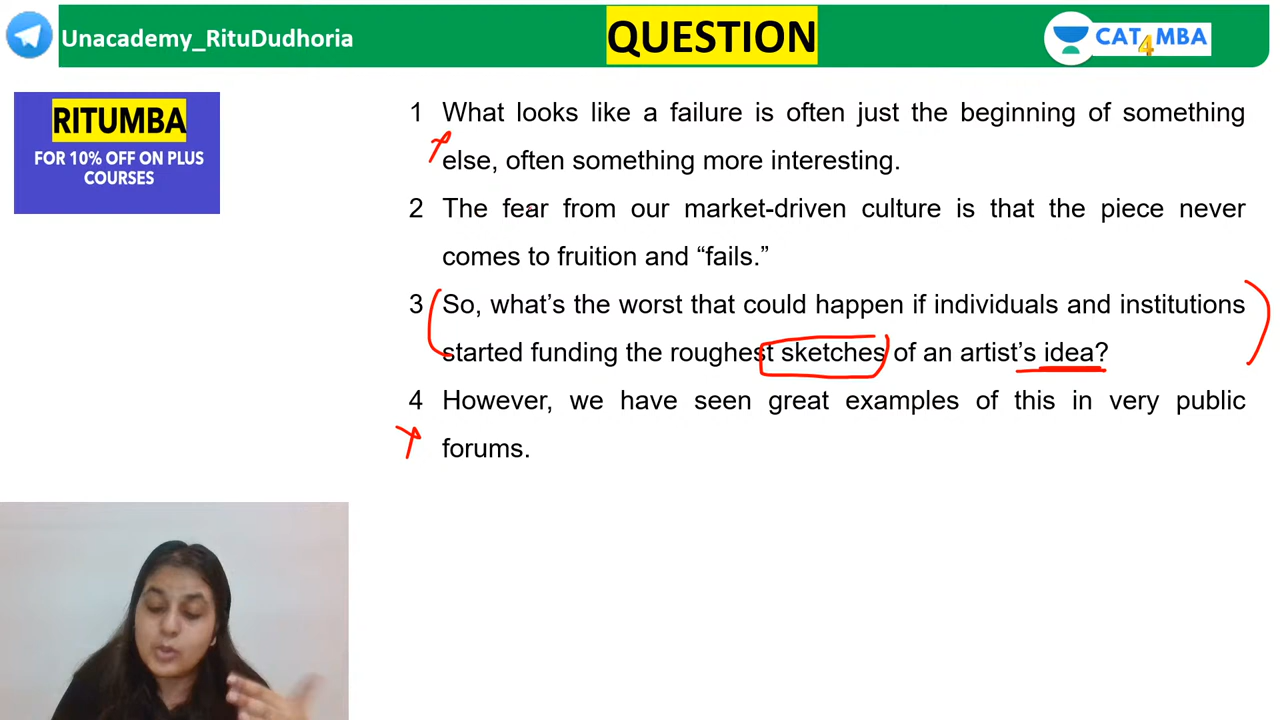 Unacademy_RituDudhoria
QUESTION
CAT4MBA
RITUMBA
FOR 10% OFF ON PLUS
COURSES
1 What looks like a failure is often just the beginning of something
else, often something more interesting.
2 The fear from our market-driven culture is that the piece never
comes to fruition and “fails.”
3 So, what’s the worst that could happen if individuals and institutions
started funding the roughest sketches of an artist’s idea?
4 However, we have seen great examples of this in very public
forums.